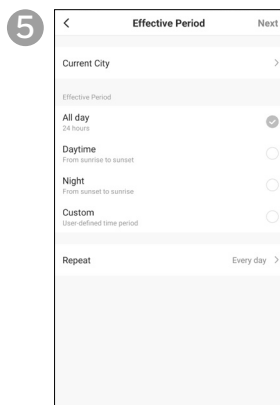 5
Effective Period Next
Current City
Effective Period
All day
24 hours
Daytime
From sunrise to sunset
Night
From sunset to sunrise
Custom
User-defined time period
Repeat Every day